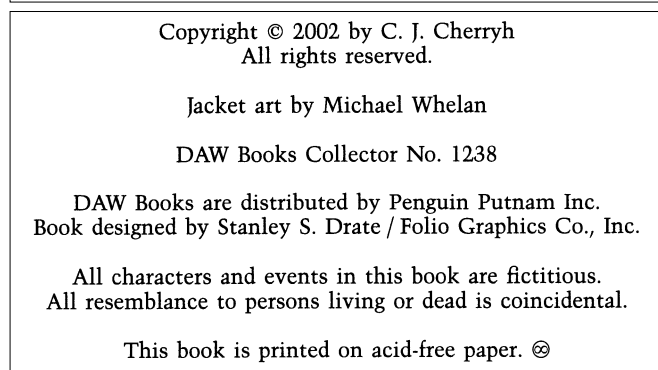 Copyright © 2002 by C. J. Cherryh
All rights reserved.
Jacket art by Michael Whelan
DAW Books Collector No. 1238
DAW Books are distributed by Penguin Putnam Inc.
Book designed by Stanley S. Drate / Folio Graphics Co., Inc.
All characters and events in this book are fictitious.
All resemblance to persons living or dead is coincidental.
This book is printed on acid-free paper. ♾